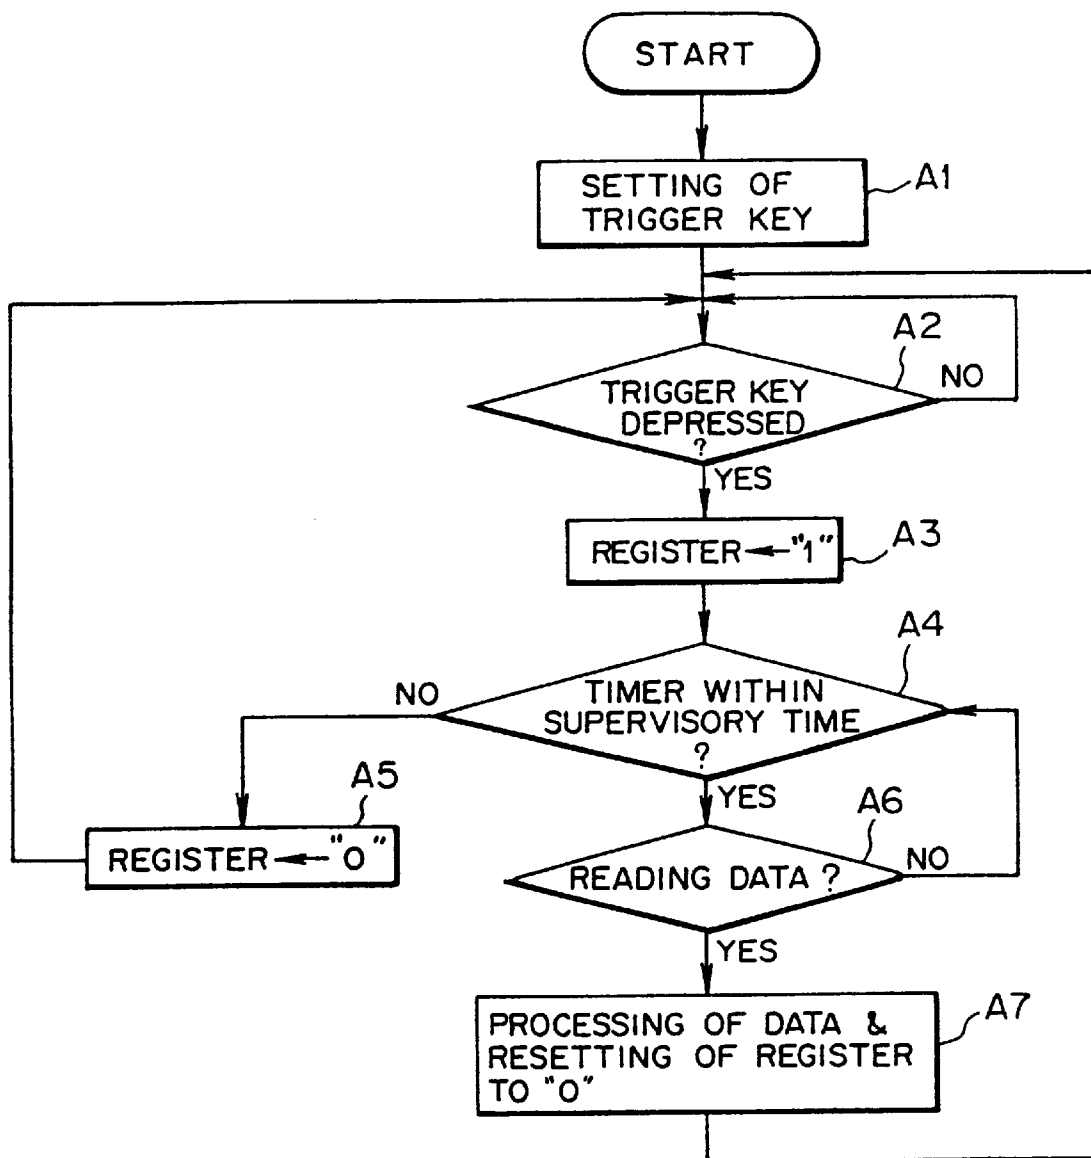 START
SETTING OF
TRIGGER KEY
A1
A2
TRIGGER KEY
DEPRESSED
?
NO
YES
REGISTER ← "1"
A3
A4
NO
TIMER WITHIN
SUPERVISORY TIME
?
YES
A5
REGISTER ← "0"
A6
READING DATA ?
NO
YES
PROCESSING OF DATA &
RESETTING OF REGISTER
TO "0"
A7